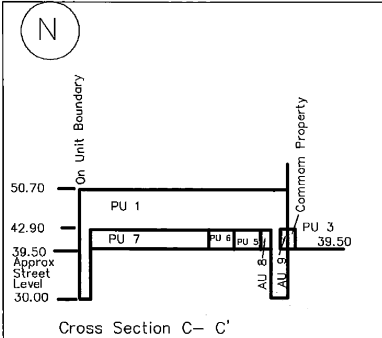 N
On Unit Boundary
Commam Property
50.70
PU 1
42.90
PU 7
PU 6
PU 5
AU 8
AU 9
PU 3
39.50
39.50
Approx
Street
Level
30.00
Cross Section C- C'